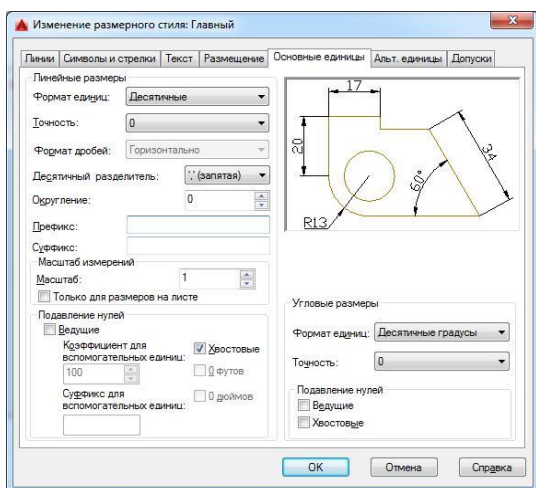 Изменение размерного стиля: Главный
Линии Символы и стрелки Текст Размещение Основные единицы Альт. единицы Допуски
Линейные размеры
Формат единиц: Десятичные
Точность: 0
Формат дробей: Горизонтально
Десятичный разделитель: ',' (запятая)
Округление: 0
Префикс:
Суффикс:
Масштаб измерений
Масштаб: 1
Только для размеров на листе
Подавление нулей
Ведущие
Коэффициент для
вспомогательных единиц:
100
Суффикс для
вспомогательных единиц:
Хвостовые
0 футов
0 дюймов
17
20
34
60°
R13
Угловые размеры
Формат единиц: Десятичные градусы
Точность: 0
Подавление нулей
Ведущие
Хвостовые
ОК Отмена Справка